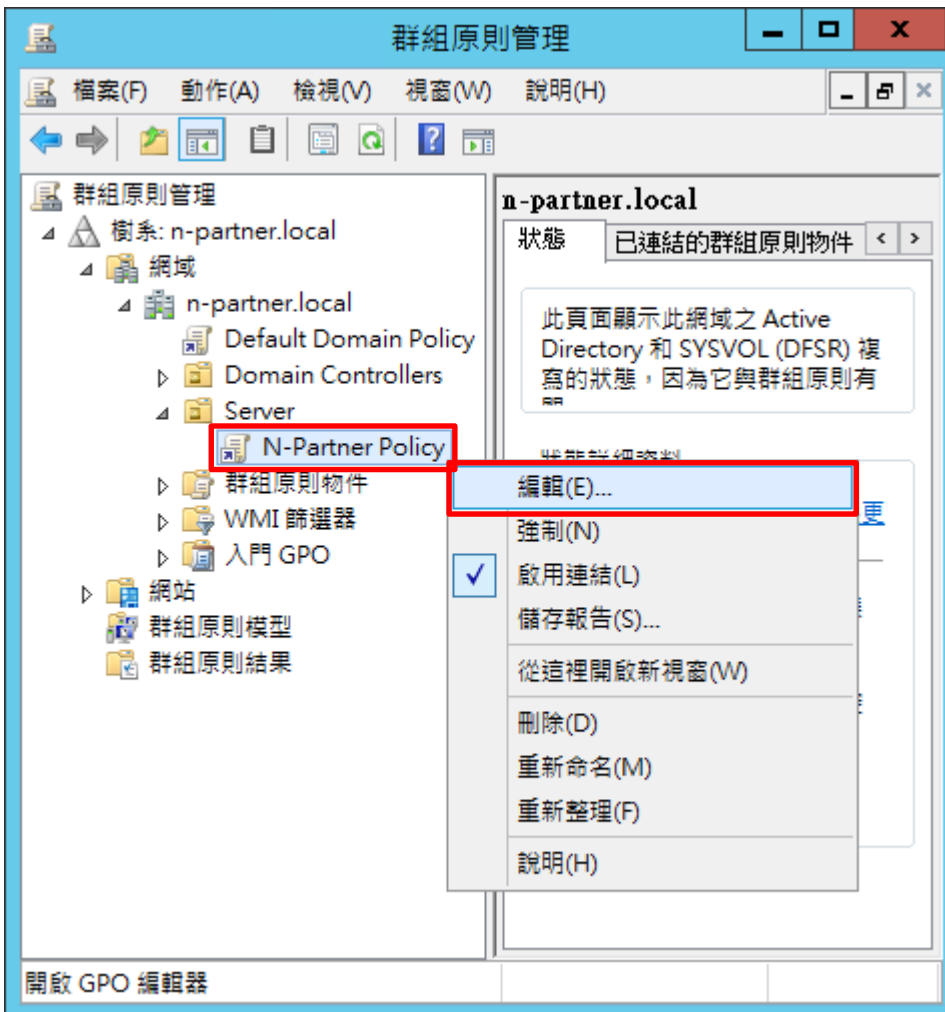 群組原則管理
檔案(F) 動作(A) 檢視(V) 視窗(W) 說明(H)
群組原則管理
樹系: n-partner.local
網域
n-partner.local
Default Domain Policy
Domain Controllers
Server
N-Partner Policy
群組原則物件
WMI 篩選器
入門 GPO
網站
群組原則模型
群組原則結果
n-partner.local
狀態 已連結的群組原則物件
此頁面顯示此網域之 Active
Directory 和 SYSVOL (DFSR) 複
寫的狀態，因為它與群組原則有
狀態詳細資料
更
編輯(E)...
強制(N)
啟用連結(L)
儲存報告(S)...
從這裡開啟新視窗(W)
刪除(D)
重新命名(M)
重新整理(F)
說明(H)
開啟 GPO 編輯器